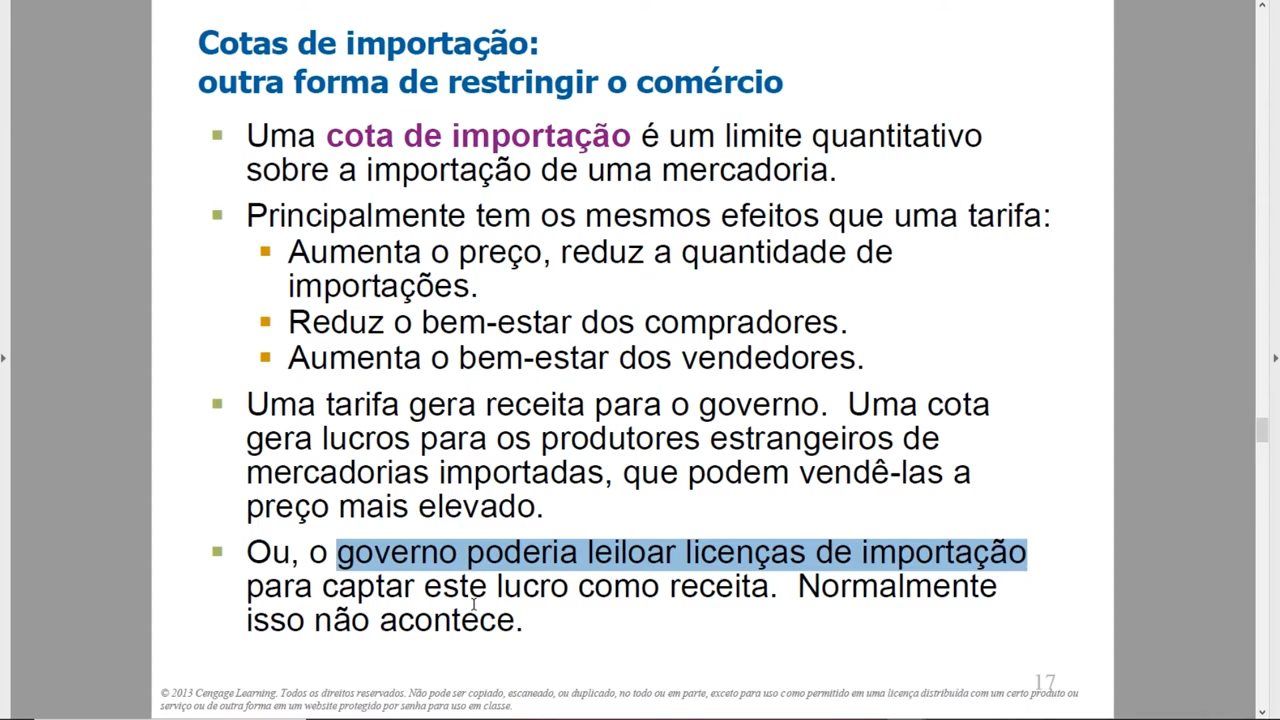 Cotas de importação:
outra forma de restringir o comércio
Uma cota de importação é um limite quantitativo
sobre a importação de uma mercadoria.
Principalmente tem os mesmos efeitos que uma tarifa:
Aumenta o preço, reduz a quantidade de
importações.
Reduz o bem-estar dos compradores.
Aumenta o bem-estar dos vendedores.
Uma tarifa gera receita para o governo.  Uma cota
gera lucros para os produtores estrangeiros de
mercadorias importadas, que podem vendê-las a
preço mais elevado.
Ou, o governo poderia leiloar licenças de importação
para captar este lucro como receita.  Normalmente
isso não acontece.
17
© 2013 Cengage Learning. Todos os direitos reservados. Não pode ser copiado, escaneado, ou duplicado, no todo ou em parte, exceto para uso como permitido em uma licença distribuída com um certo produto ou
serviço ou de outra forma em um website protegido por senha para uso em classe.